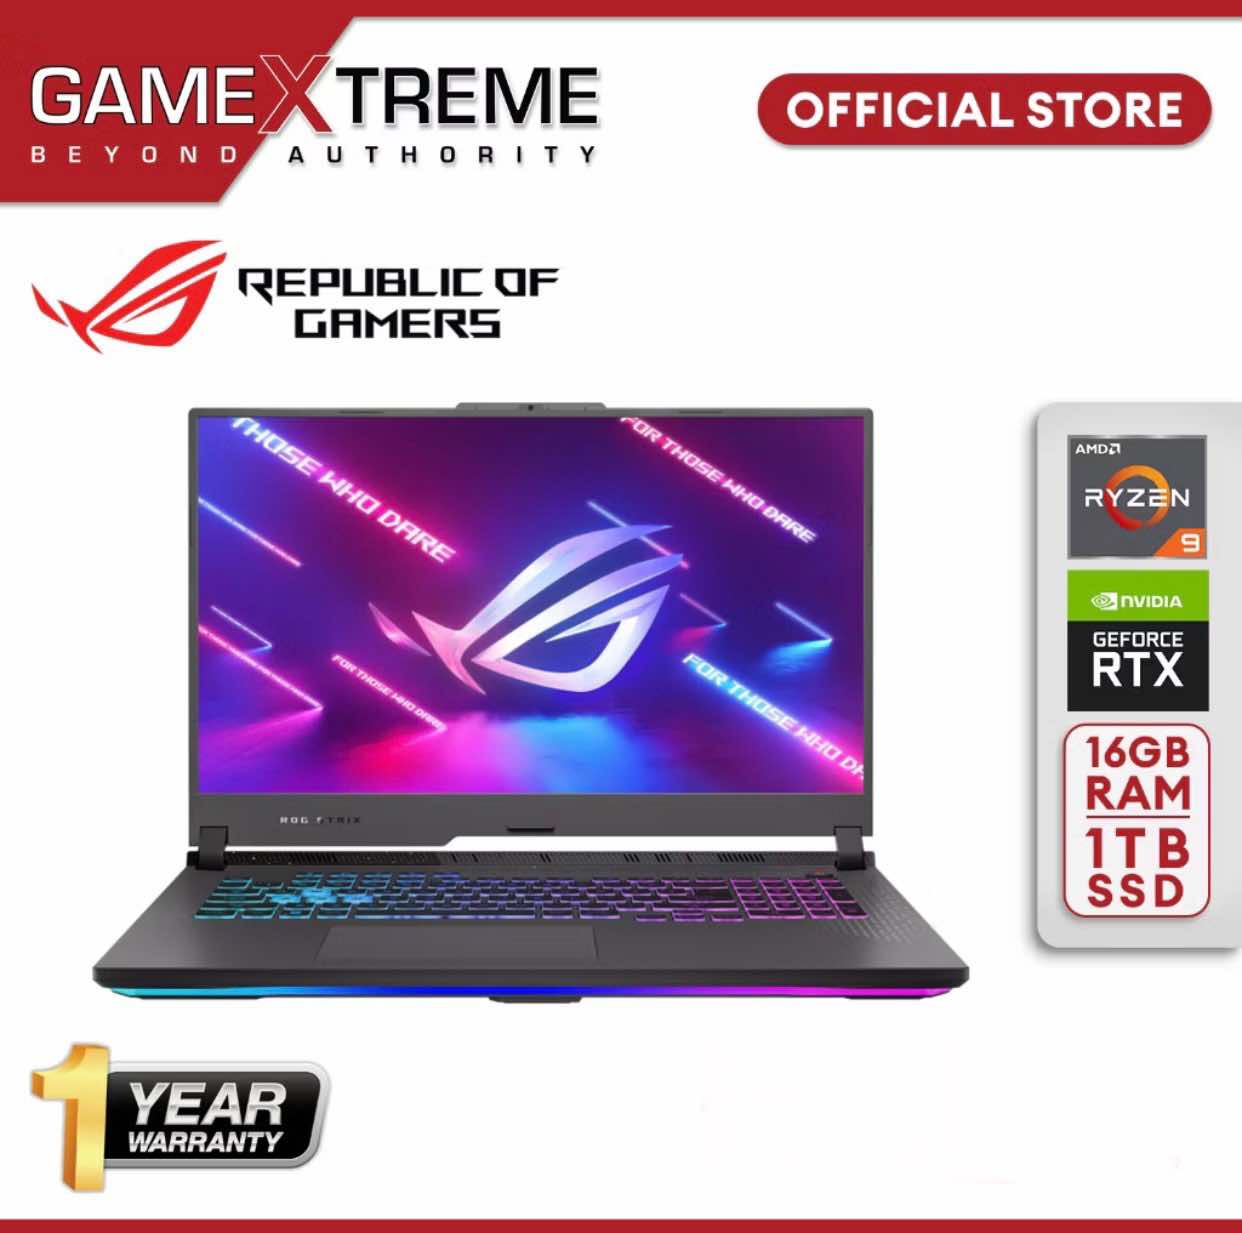 GAMEXTREME
BEYOND AUTHORITY
OFFICIAL STORE
REPUBLIC OF
GAMERS
THOSE WHO DARE
FOR THOSE WHO DARE
FOR THOSE WHO DARE
FOR THOSE WHO DA
ROG STRIX
AMD
RYZEN
9
NVIDIA
GEFORCE
RTX
16GB
RAM
1TB
SSD
1 YEAR
WARRANTY